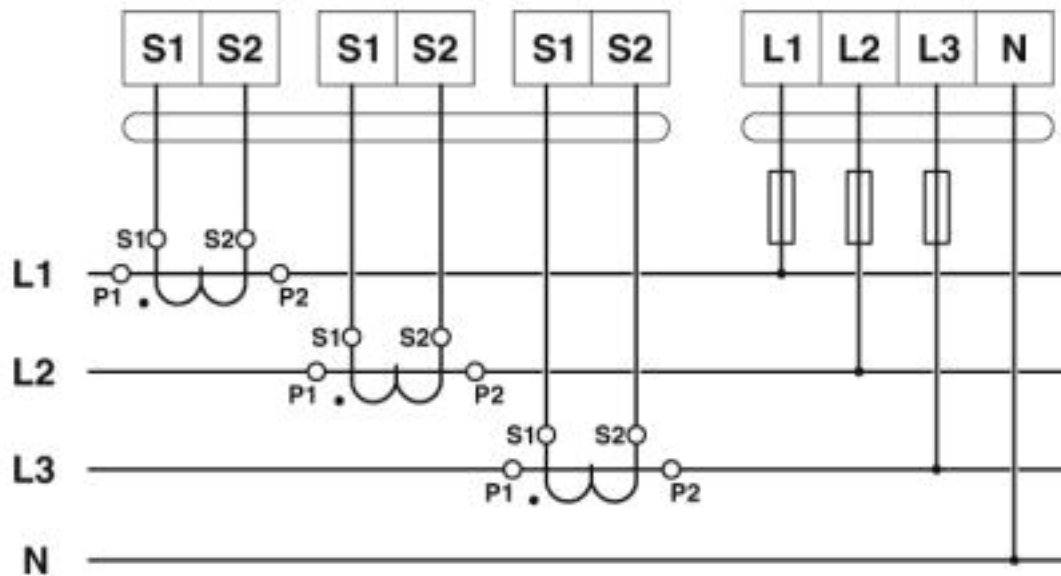 S1 S2 S1 S2 S1 S2 L1 L2 L3 N
S1 S2
L1
P1 P2
S1 S2
L2
P1 P2
S1 S2
L3
P1 P2
N